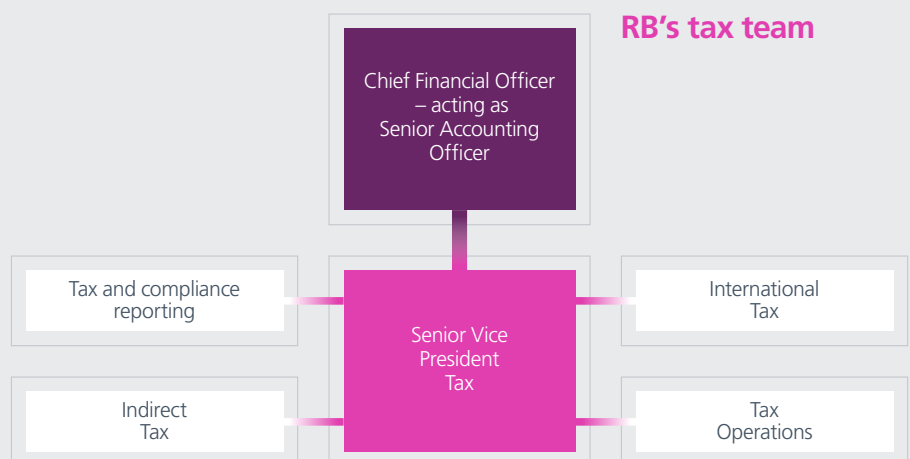 RB's tax team
Chief Financial Officer
– acting as
Senior Accounting
Officer
Tax and compliance
reporting
International
Tax
Senior Vice
President
Tax
Indirect
Tax
Tax
Operations